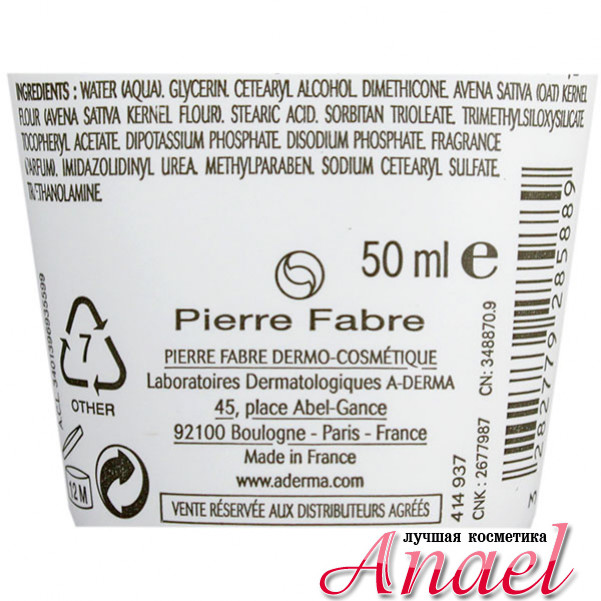 INGREDIENTS : WATER (AQUA). GLYCERIN. CETEARYL ALCOHOL. DIMETHICONE. AVENA SATIVA (OAT) KERNEL
FLOUR (AVENA SATIVA KERNEL FLOUR). STEARIC ACID. SORBITAN TRIOLEATE. TRIMETHYLSILOXYSILICATE.
TOCOPHERYL ACETATE. DIPOTASSIUM PHOSPHATE. DISODIUM PHOSPHATE. FRAGRANCE
(PARFUM). IMIDAZOLIDINYL UREA. METHYLPARABEN. SODIUM CETEARYL SULFATE.
TRIETHANOLAMINE.
50 ml e
Pierre Fabre
PIERRE FABRE DERMO-COSMÉTIQUE
Laboratoires Dermatologiques A-DERMA
45, place Abel-Gance
92100 Boulogne - Paris - France
Made in France
www.aderma.com
VENTE RÉSERVÉE AUX DISTRIBUTEURS AGRÉÉS
7
OTHER
12 M
ACL 3401396935599
414 937
CNK : 2677987
CN: 348870.9
3 282779 285889
лучшая косметика
Anael